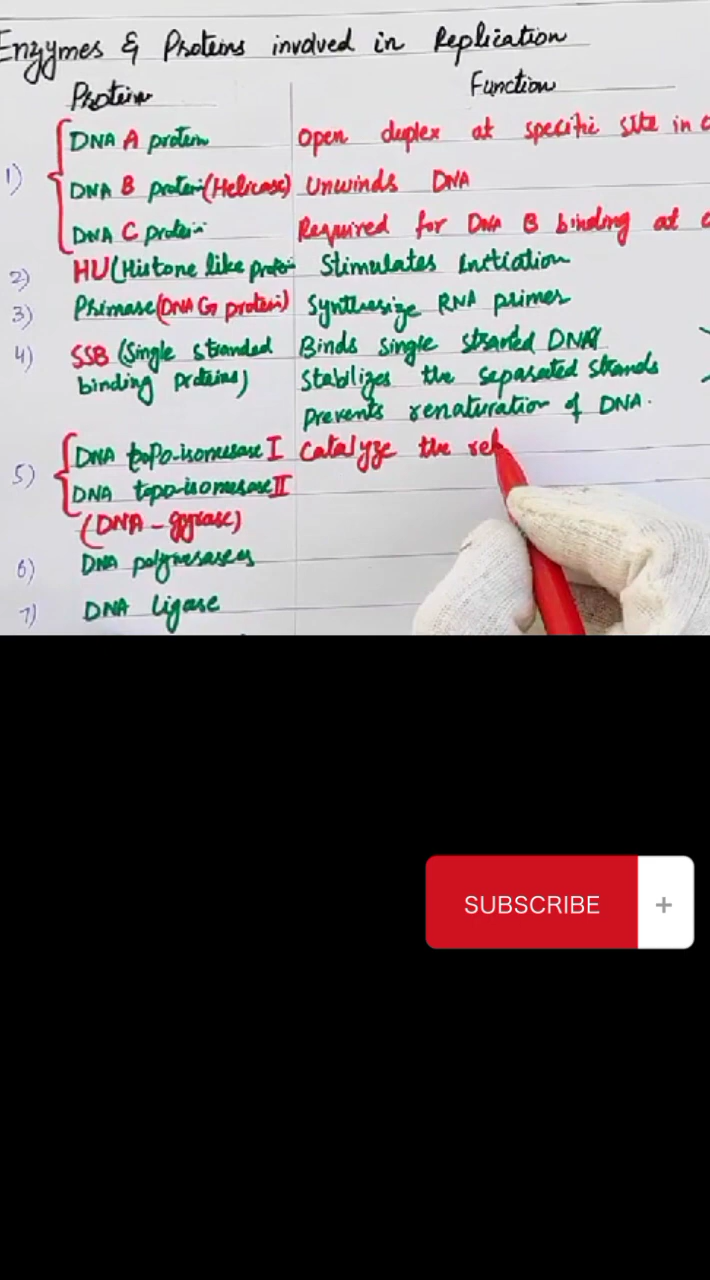 Enzymes & Proteins involved in Replication
Protein Function
1) DNA A protein Open duplex at specific site in
DNA B protein (Helicase) Unwinds DNA
DNA C protein Required for DNA B binding at
2) HU (Histone like protein Stimulates initiation
3) Primase (DNA G protein) Synthesize RNA primes
4) SSB (Single stranded Binds single stranded DNA
binding proteins) Stabilizes the separated strands
Prevents renaturation of DNA.
5) DNA topo-isomerase I Catalyze the rel
DNA topo-isomerase II
(DNA - gyrase)
6) DNA polymerases
7) DNA ligase
SUBSCRIBE +